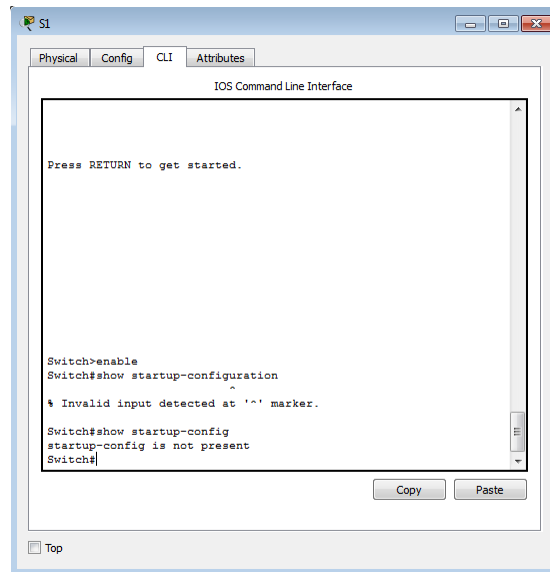 S1
Physical Config CLI Attributes
IOS Command Line Interface
Press RETURN to get started.
Switch>enable
Switch#show startup-configuration
^
% Invalid input detected at '^' marker.
Switch#show startup-config
startup-config is not present
Switch#
Copy Paste
Top